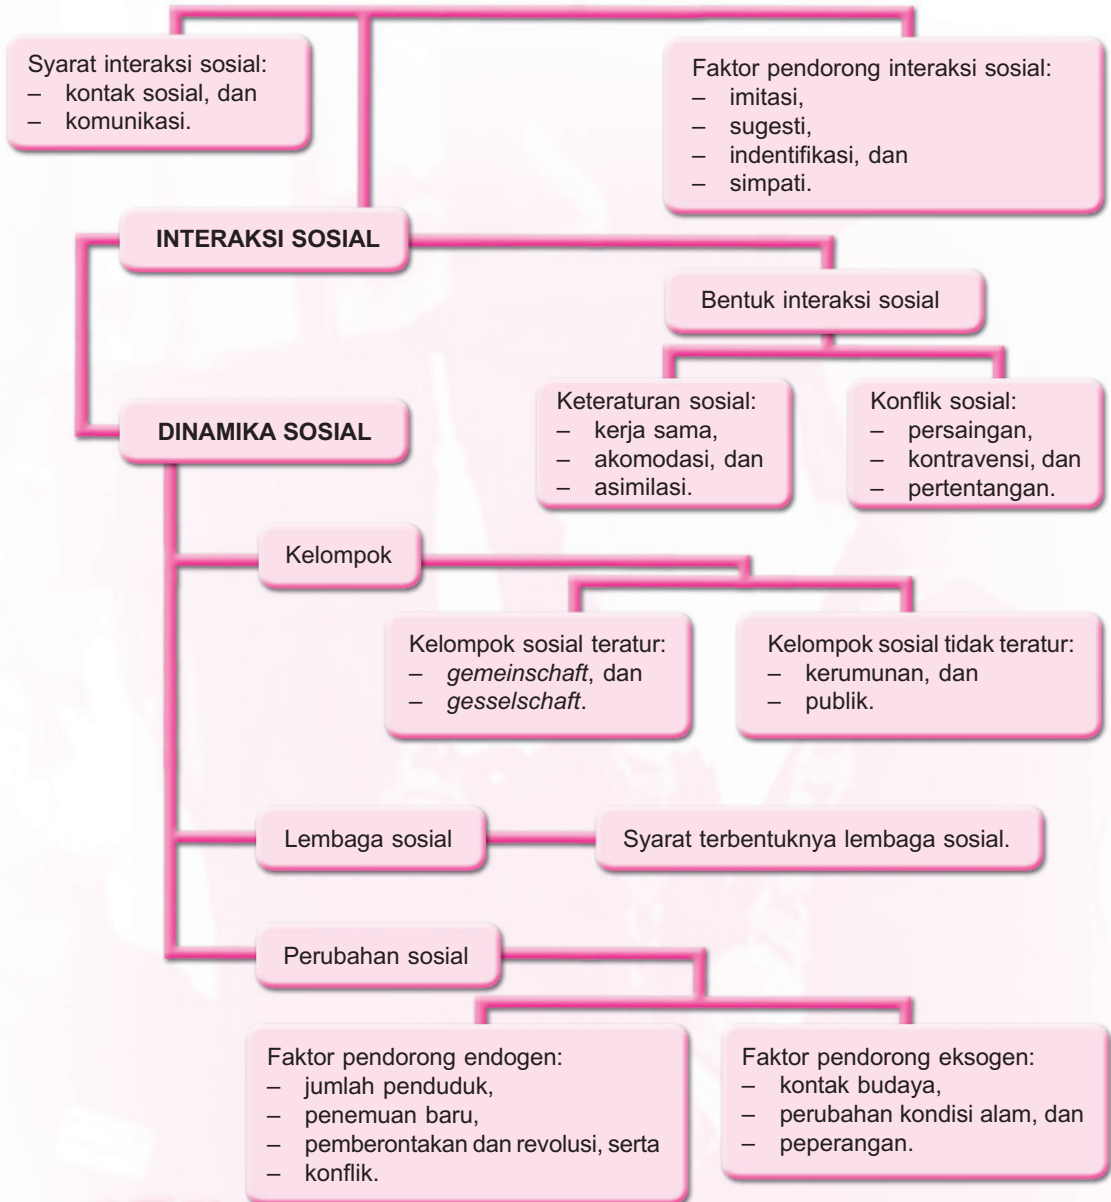 Syarat interaksi sosial:
– kontak sosial, dan
– komunikasi.
Faktor pendorong interaksi sosial:
– imitasi,
– sugesti,
– indentifikasi, dan
– simpati.
INTERAKSI SOSIAL
Bentuk interaksi sosial
Keteraturan sosial:
– kerja sama,
– akomodasi, dan
– asimilasi.
Konflik sosial:
– persaingan,
– kontravensi, dan
– pertentangan.
DINAMIKA SOSIAL
Kelompok
Kelompok sosial teratur:
– gemeinschaft, dan
– gesselschaft.
Kelompok sosial tidak teratur:
– kerumunan, dan
– publik.
Lembaga sosial
Syarat terbentuknya lembaga sosial.
Perubahan sosial
Faktor pendorong endogen:
– jumlah penduduk,
– penemuan baru,
– pemberontakan dan revolusi, serta
– konflik.
Faktor pendorong eksogen:
– kontak budaya,
– perubahan kondisi alam, dan
– peperangan.